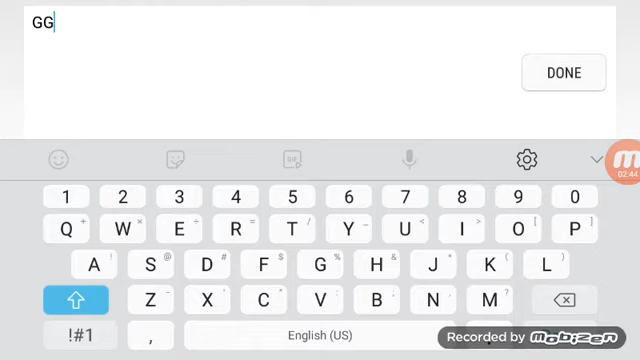 GG
DONE
GIF
02:44
1 2 3 4 5 6 7 8 9 0
Q + W × E ÷ R = T / Y _ U < I > O [ P ]
A S @ D # F $ G % H & J * K ( L )
Z - X ' C " V : B ; N , M ?
!#1 , English (US)
Recorded by mobizen